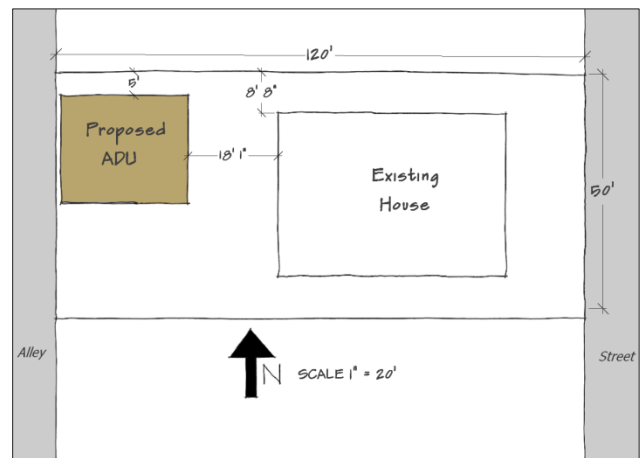 120'
5'
8' 8"
Proposed
ADU
18' 1"
Existing
House
50'
Alley
Street
N
SCALE 1" = 20'